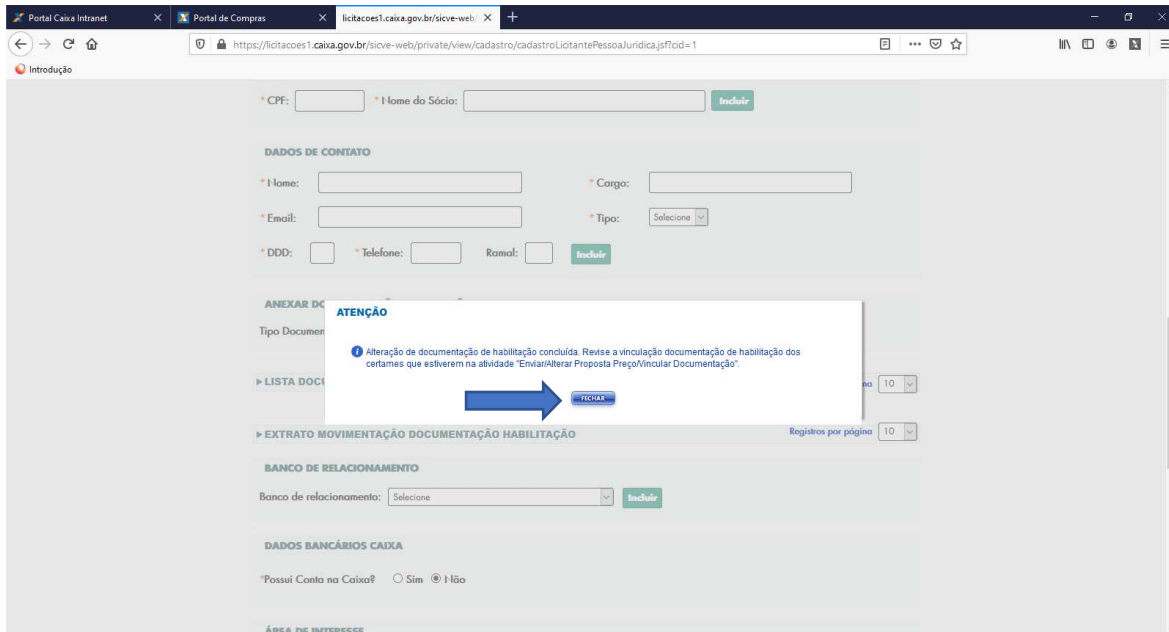 Portal Caixa Intranet
Portal de Compras
licitacoes1.caixa.gov.br/sicve-web/
https://licitacoes1.caixa.gov.br/sicve-web/private/view/cadastro/cadastroLicitantePessoaJuridica.jsf?cid=1
Introdução
* CPF: * Nome do Sócio: Incluir
DADOS DE CONTATO
* Nome: * Cargo:
* Email: * Tipo: Selecione
* DDD: * Telefone: Ramal: Incluir
ANEXAR
Tipo
ATENÇÃO
Alteração de documentação de habilitação concluída. Revise a vinculação documentação de habilitação dos
certames que estiverem na atividade "Enviar/Alterar Proposta Preço/Vincular Documentação".
FECHAR
LISTA
10
EXTRATO MOVIMENTAÇÃO DOCUMENTAÇÃO HABILITAÇÃO Registros por página 10
BANCO DE RELACIONAMENTO
Banco de relacionamento: Selecione Incluir
DADOS BANCÁRIOS CAIXA
*Possui Conta na Caixa? Sim Não
ÁREA DE INTERESSE